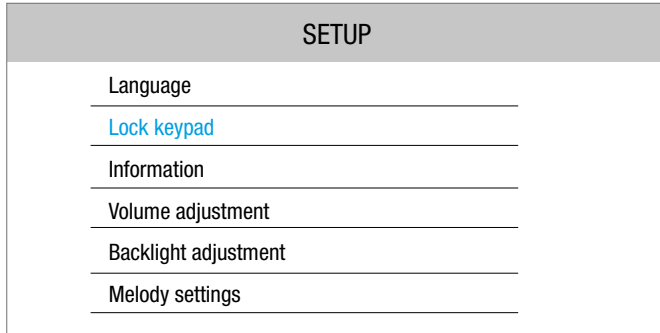 SETUP
Language
Lock keypad
Information
Volume adjustment
Backlight adjustment
Melody settings